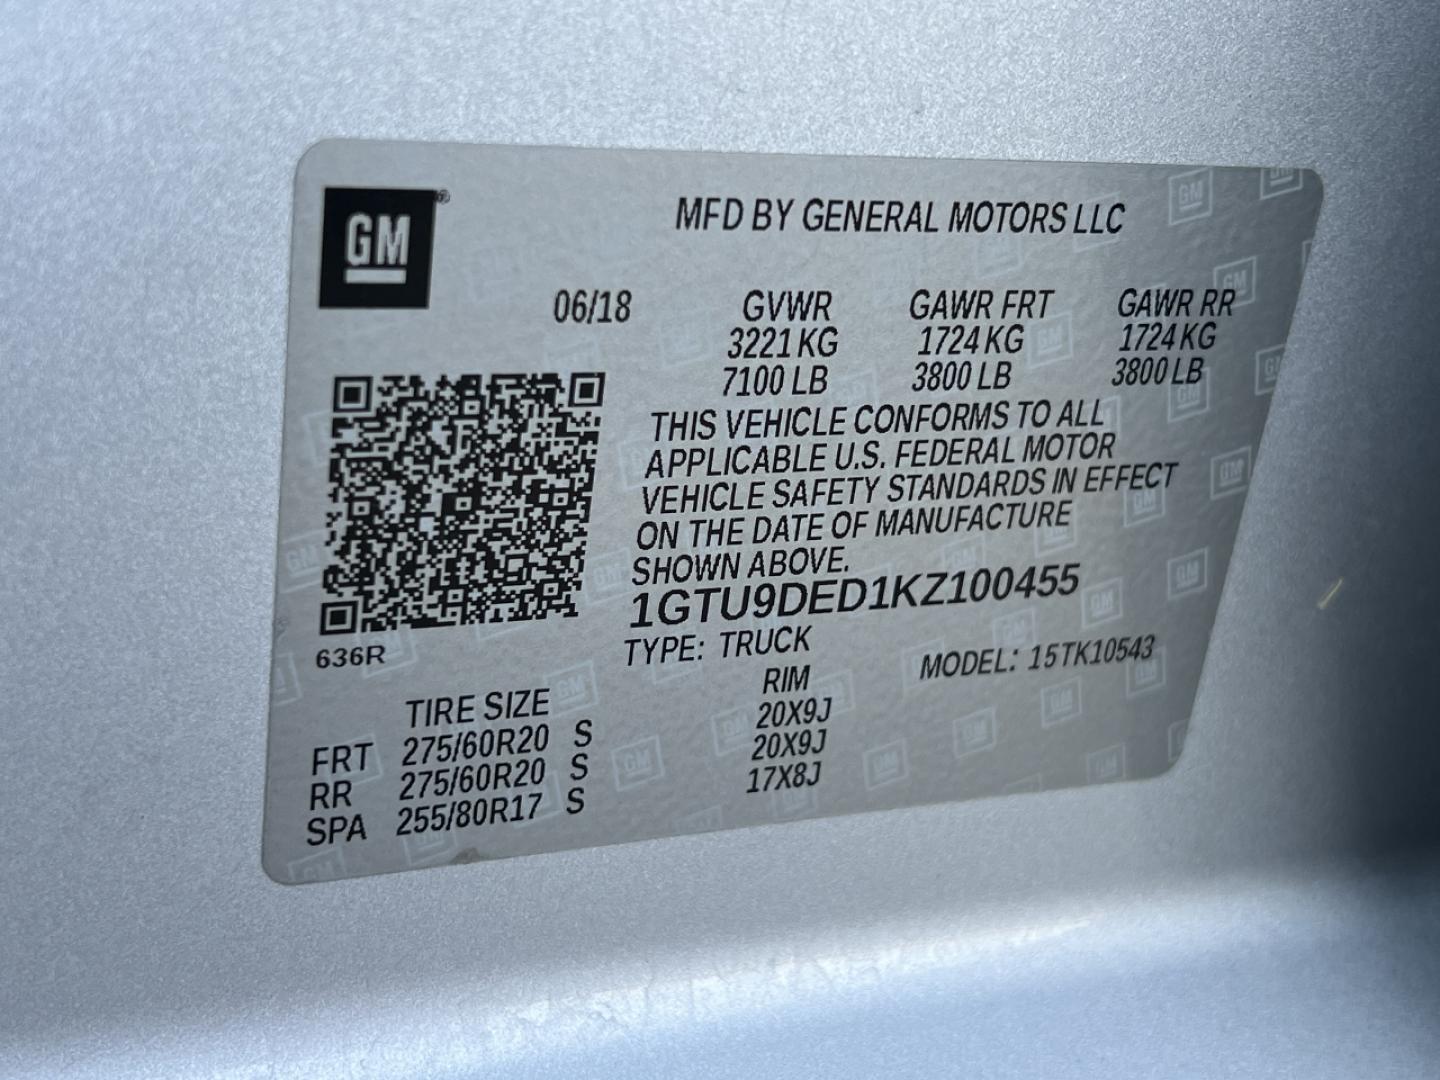 GM
MFD BY GENERAL MOTORS LLC
06/18 GVWR GAWR FRT GAWR RR
3221 KG 1724 KG 1724 KG
7100 LB 3800 LB 3800 LB
THIS VEHICLE CONFORMS TO ALL
APPLICABLE U.S. FEDERAL MOTOR
VEHICLE SAFETY STANDARDS IN EFFECT
ON THE DATE OF MANUFACTURE
SHOWN ABOVE.
1GTU9DED1KZ100455
636R
TYPE: TRUCK MODEL: 15TK10543
TIRE SIZE RIM
FRT 275/60R20 S 20X9J
RR 275/60R20 S 20X9J
SPA 255/80R17 S 17X8J